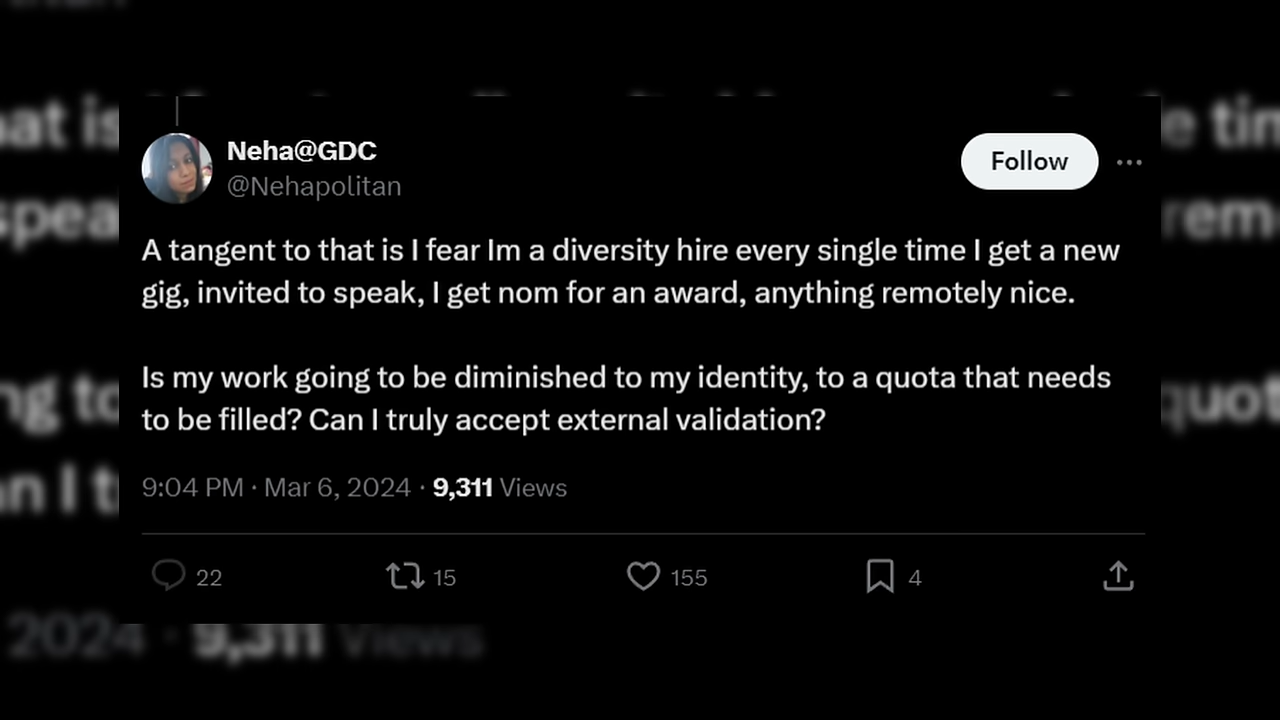 Neha@GDC
@Nehapolitan
Follow
A tangent to that is I fear Im a diversity hire every single time I get a new
gig, invited to speak, I get nom for an award, anything remotely nice.
Is my work going to be diminished to my identity, to a quota that needs
to be filled? Can I truly accept external validation?
9:04 PM · Mar 6, 2024 · 9,311 Views
22 15 155 4